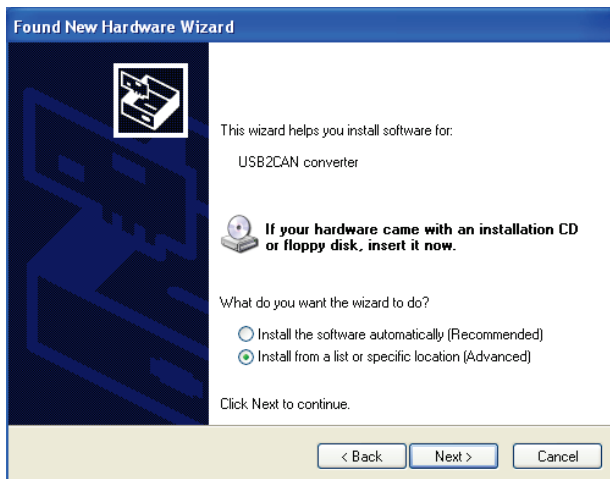 Found New Hardware Wizard
This wizard helps you install software for:
USB2CAN converter
If your hardware came with an installation CD
or floppy disk, insert it now.
What do you want the wizard to do?
Install the software automatically (Recommended)
Install from a list or specific location (Advanced)
Click Next to continue.
< Back Next > Cancel